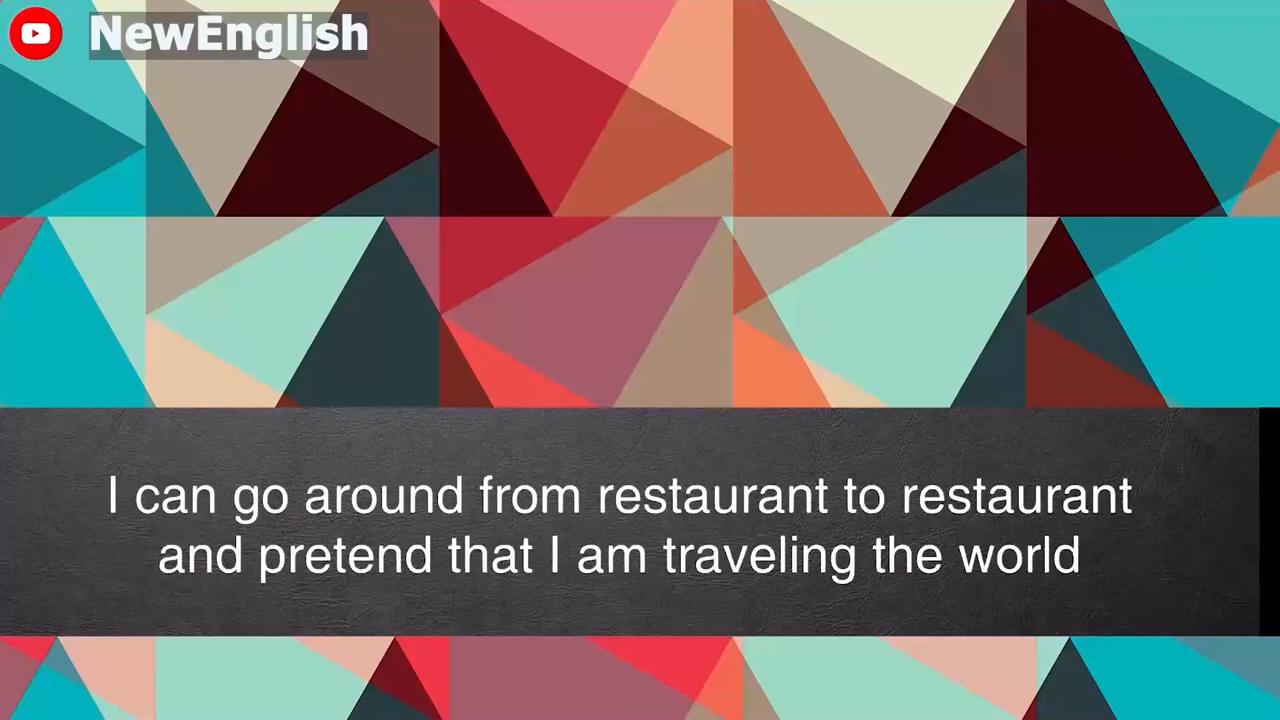 NewEnglish
I can go around from restaurant to restaurant
and pretend that I am traveling the world